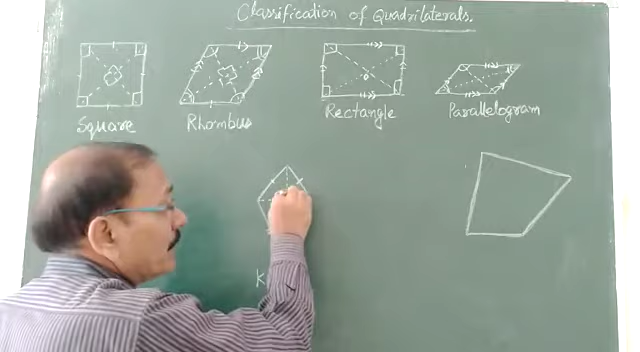 Classification of Quadrilaterals.
Square
Rhombus
Rectangle
Parallelogram
K